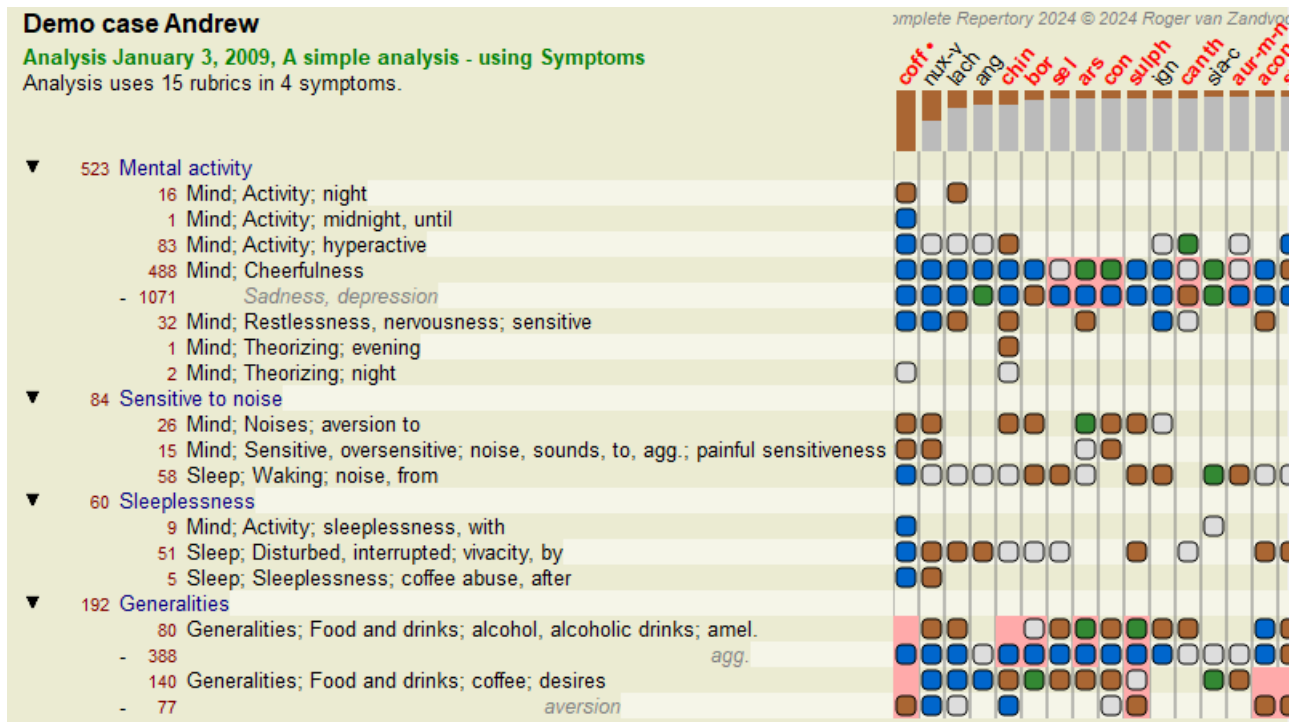 Demo case Andrew
omplete Repertory 2024 © 2024 Roger van Zandvoo
Analysis January 3, 2009, A simple analysis - using Symptoms
Analysis uses 15 rubrics in 4 symptoms.
coff • nux-v lach ang chin bor sel ars con sulph ign canth sia-c aur-m-n acon
523 Mental activity
16 Mind; Activity; night
1 Mind; Activity; midnight, until
83 Mind; Activity; hyperactive
488 Mind; Cheerfulness
- 1071 Sadness, depression
32 Mind; Restlessness, nervousness; sensitive
1 Mind; Theorizing; evening
2 Mind; Theorizing; night
84 Sensitive to noise
26 Mind; Noises; aversion to
15 Mind; Sensitive, oversensitive; noise, sounds, to, agg.; painful sensitiveness
58 Sleep; Waking; noise, from
60 Sleeplessness
9 Mind; Activity; sleeplessness, with
51 Sleep; Disturbed, interrupted; vivacity, by
5 Sleep; Sleeplessness; coffee abuse, after
192 Generalities
80 Generalities; Food and drinks; alcohol, alcoholic drinks; amel.
- 388 agg.
140 Generalities; Food and drinks; coffee; desires
- 77 aversion